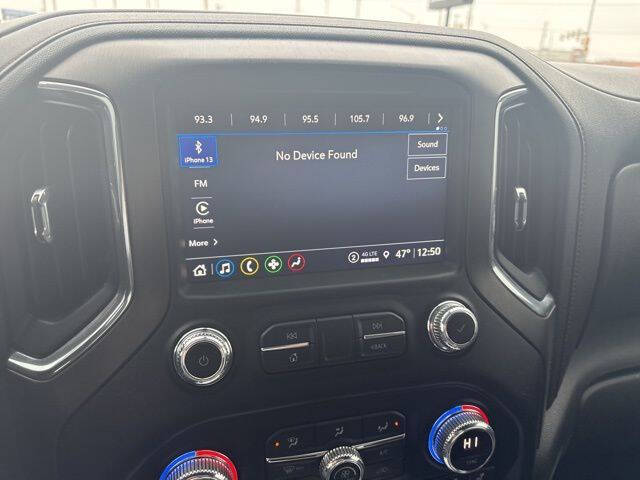 93.3 94.9 95.5 105.7 96.9
iPhone 13
No Device Found
Sound
Devices
FM
iPhone
More
2 4G LTE 47° 12:50
BACK
HI